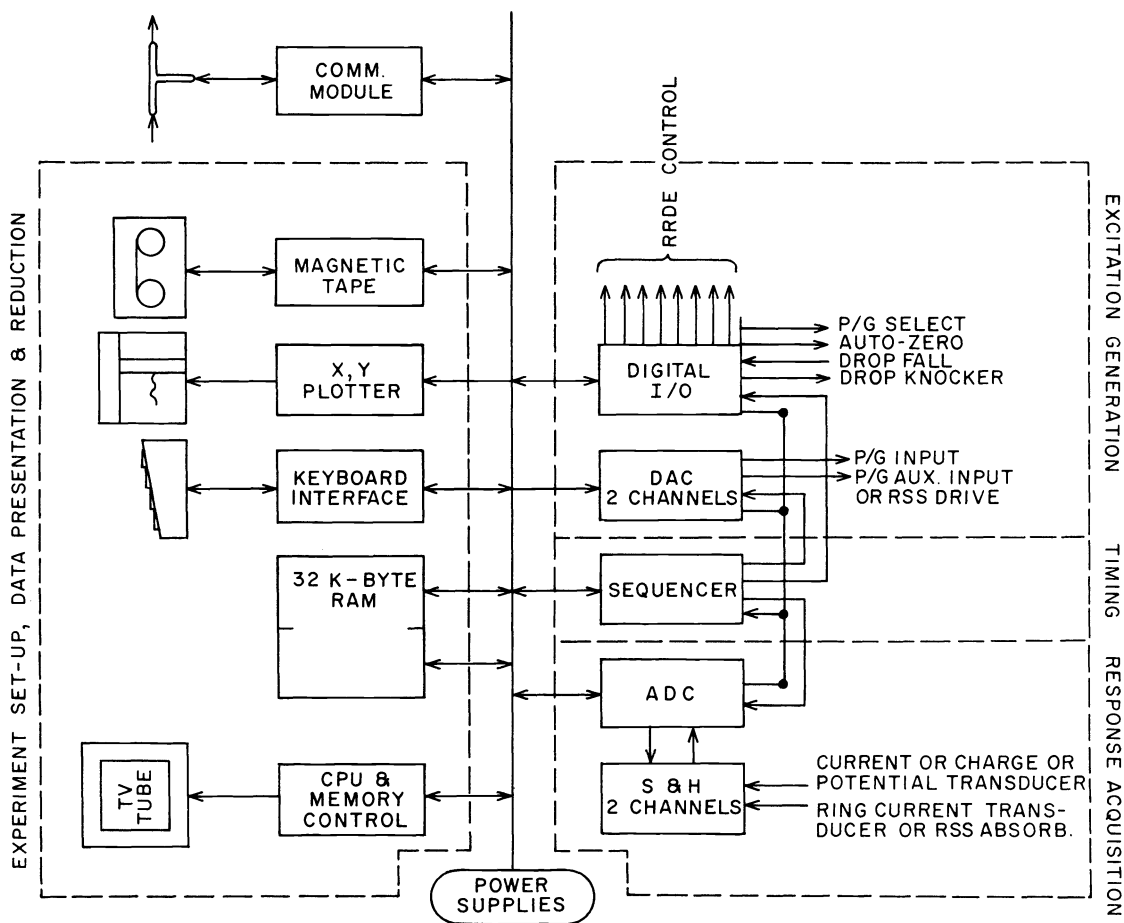 COMM.
MODULE
EXPERIMENT SET-UP, DATA PRESENTATION & REDUCTION
MAGNETIC
TAPE
X, Y
PLOTTER
KEYBOARD
INTERFACE
32 K-BYTE
RAM
TV
TUBE
CPU &
MEMORY
CONTROL
POWER
SUPPLIES
RRDE CONTROL
DIGITAL
I/O
P/G SELECT
AUTO-ZERO
DROP FALL
DROP KNOCKER
DAC
2 CHANNELS
P/G INPUT
P/G AUX. INPUT
OR RSS DRIVE
EXCITATION GENERATION
SEQUENCER
TIMING
ADC
S & H
2 CHANNELS
CURRENT OR CHARGE OR
POTENTIAL TRANSDUCER
RING CURRENT TRANS-
DUCER OR RSS ABSORB.
RESPONSE ACQUISITION